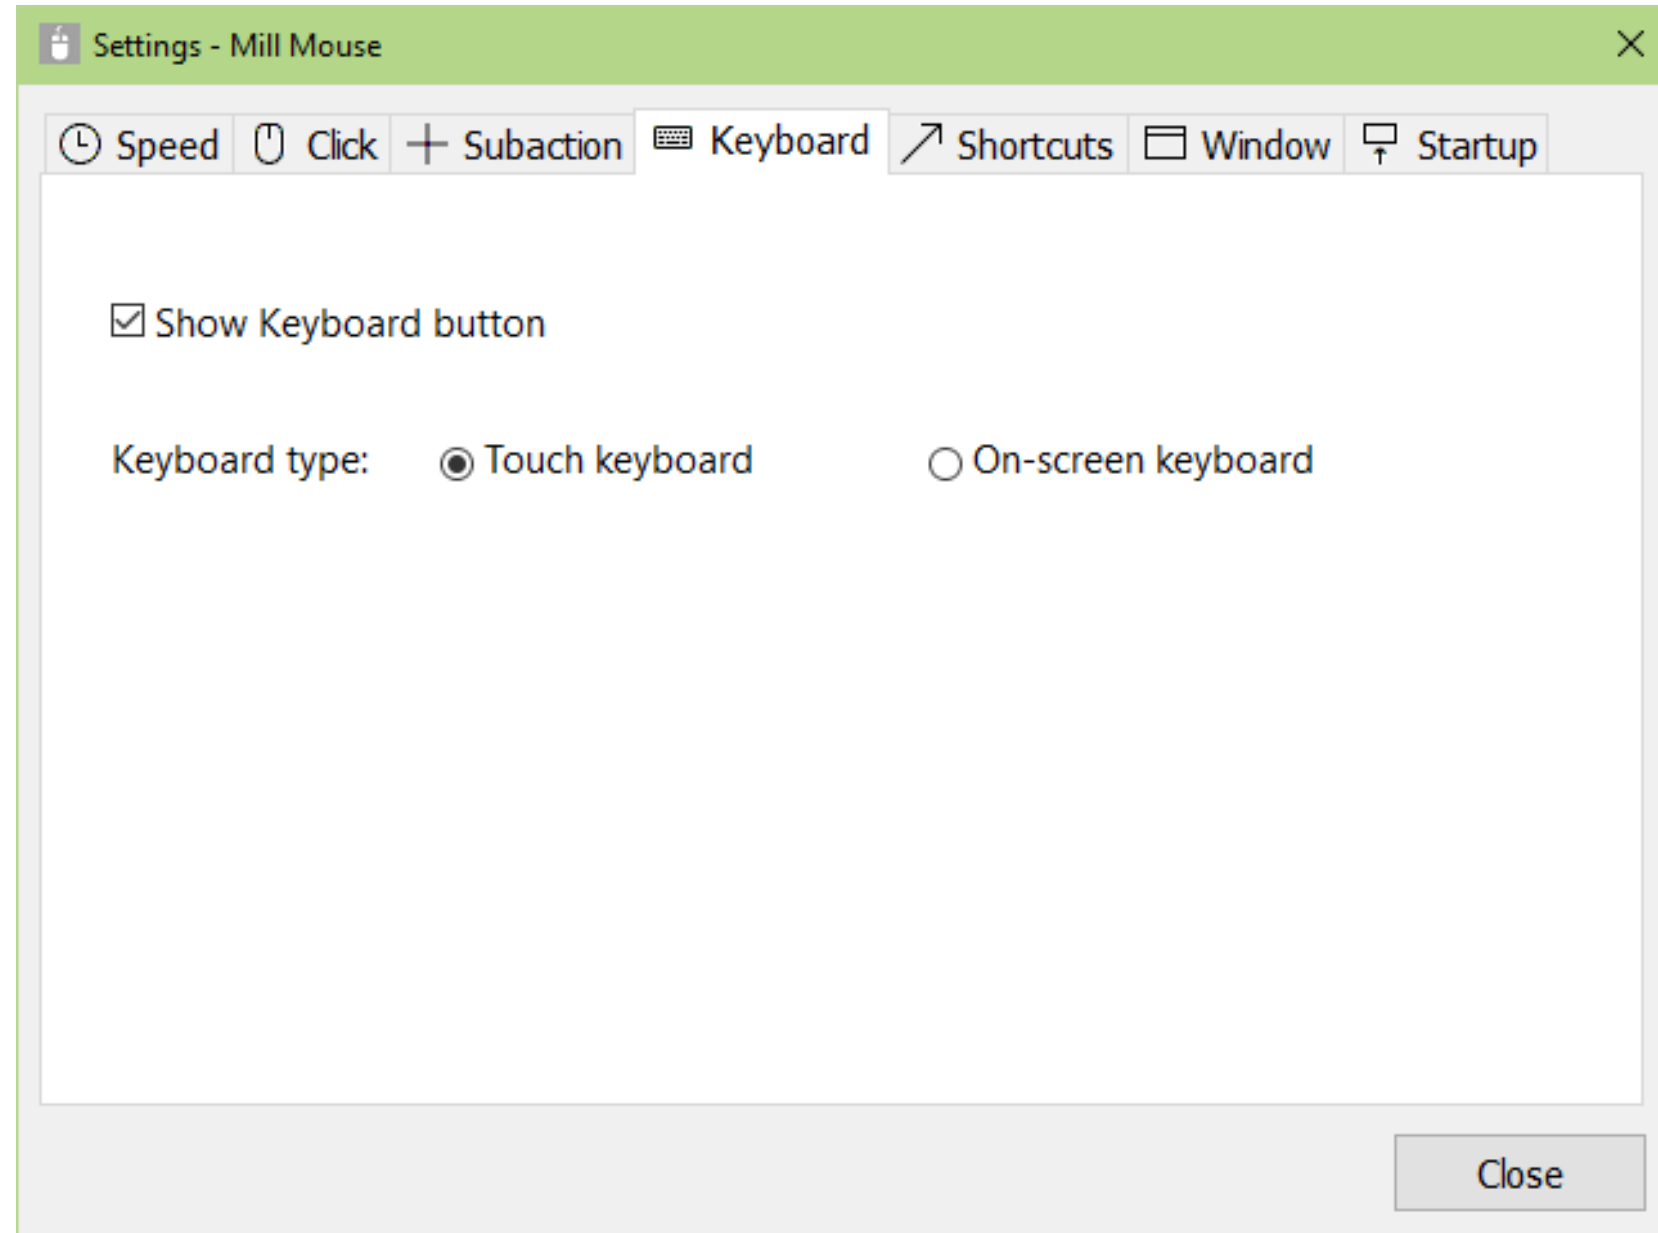 Settings - Mill Mouse
Speed Click Subaction Keyboard Shortcuts Window Startup
Show Keyboard button
Keyboard type: Touch keyboard On-screen keyboard
Close